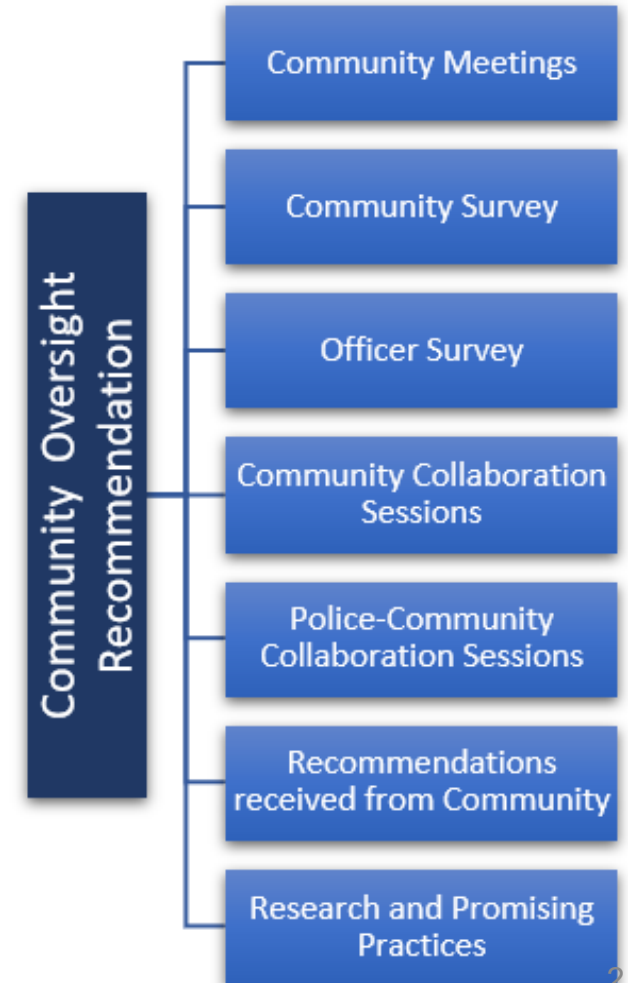 Community Oversight
Recommendation
Community Meetings
Community Survey
Officer Survey
Community Collaboration
Sessions
Police-Community
Collaboration Sessions
Recommendations
received from Community
Research and Promising
Practices
2